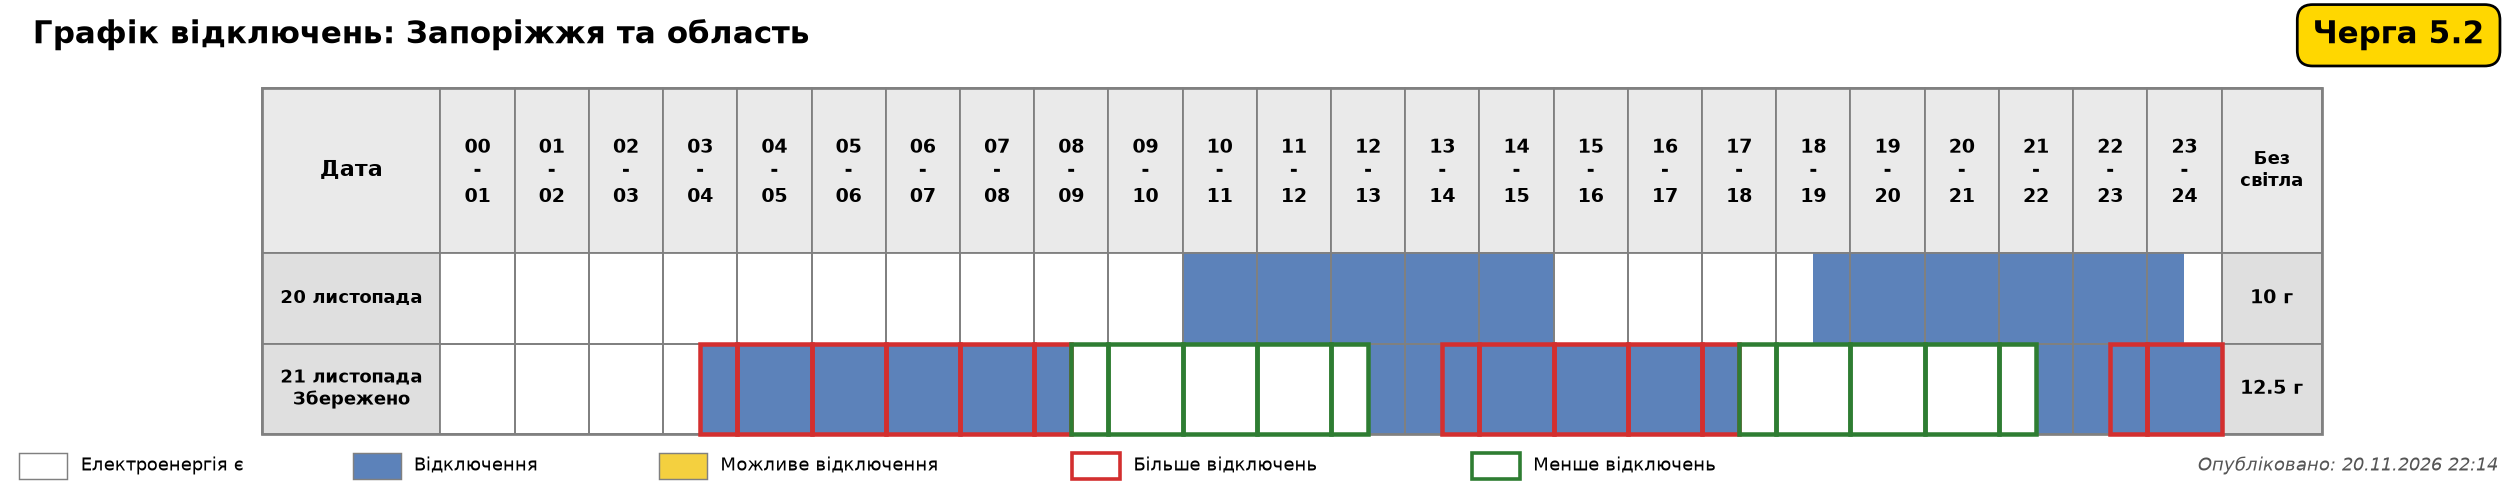 Графік відключень: Запоріжжя та область
Черга 5.2
Дата
00 - 01
01 - 02
02 - 03
03 - 04
04 - 05
05 - 06
06 - 07
07 - 08
08 - 09
09 - 10
10 - 11
11 - 12
12 - 13
13 - 14
14 - 15
15 - 16
16 - 17
17 - 18
18 - 19
19 - 20
20 - 21
21 - 22
22 - 23
23 - 24
Без
світла
20 листопада
10 г
21 листопада
Збережено
12.5 г
Електроенергія є
Відключення
Можливе відключення
Більше відключень
Менше відключень
Опубліковано: 20.11.2026 22:14